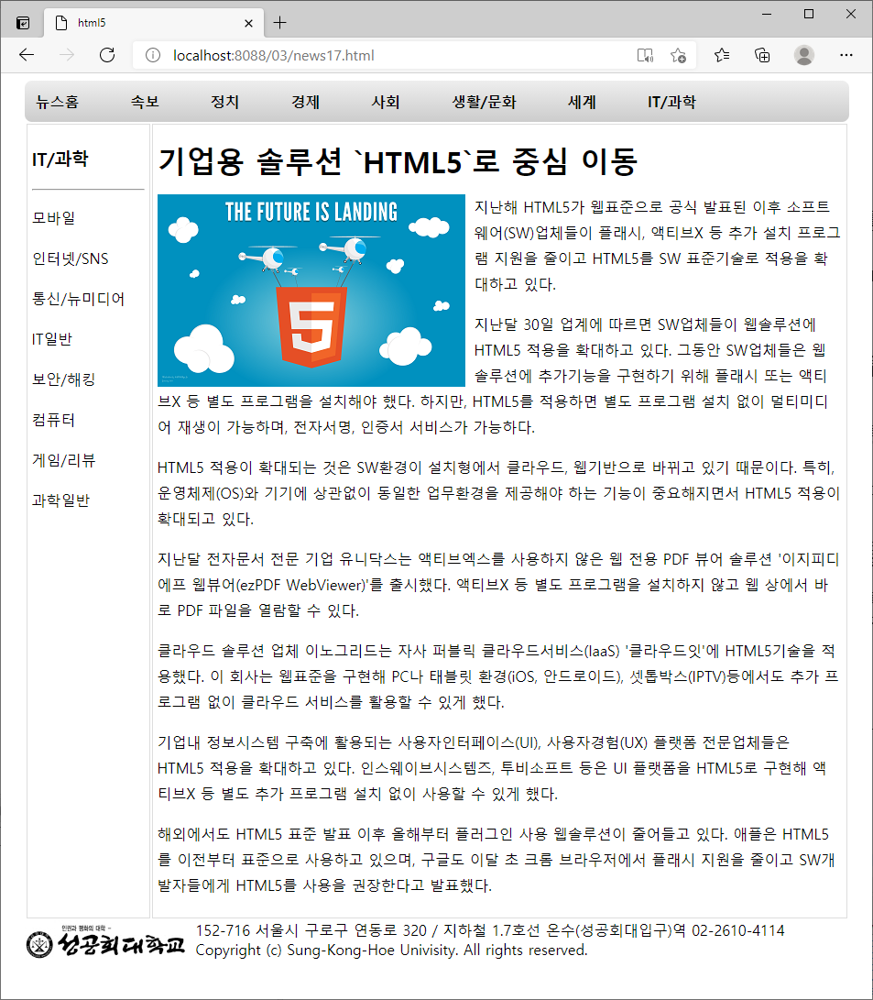 html5
localhost:8088/03/news17.html
뉴스홈 속보 정치 경제 사회 생활/문화 세계 IT/과학
IT/과학
모바일
인터넷/SNS
통신/뉴미디어
IT일반
보안/해킹
컴퓨터
게임/리뷰
과학일반
기업용 솔루션 `HTML5`로 중심 이동
THE FUTURE IS LANDING
5
지난해 HTML5가 웹표준으로 공식 발표된 이후 소프트
웨어(SW)업체들이 플래시, 액티브X 등 추가 설치 프로그
램 지원을 줄이고 HTML5를 SW 표준기술로 적용을 확
대하고 있다.
지난달 30일 업계에 따르면 SW업체들이 웹솔루션에
HTML5 적용을 확대하고 있다. 그동안 SW업체들은 웹
솔루션에 추가기능을 구현하기 위해 플래시 또는 액티
브X 등 별도 프로그램을 설치해야 했다. 하지만, HTML5를 적용하면 별도 프로그램 설치 없이 멀티미디
어 재생이 가능하며, 전자서명, 인증서 서비스가 가능하다.
HTML5 적용이 확대되는 것은 SW환경이 설치형에서 클라우드, 웹기반으로 바뀌고 있기 때문이다. 특히,
운영체제(OS)와 기기에 상관없이 동일한 업무환경을 제공해야 하는 기능이 중요해지면서 HTML5 적용이
확대되고 있다.
지난달 전자문서 전문 기업 유니닥스는 액티브엑스를 사용하지 않은 웹 전용 PDF 뷰어 솔루션 '이지피디
에프 웹뷰어(ezPDF WebViewer)'를 출시했다. 액티브X 등 별도 프로그램을 설치하지 않고 웹 상에서 바
로 PDF 파일을 열람할 수 있다.
클라우드 솔루션 업체 이노그리드는 자사 퍼블릭 클라우드서비스(IaaS) '클라우드잇'에 HTML5기술을 적
용했다. 이 회사는 웹표준을 구현해 PC나 태블릿 환경(iOS, 안드로이드), 셋톱박스(IPTV)등에서도 추가 프
로그램 없이 클라우드 서비스를 활용할 수 있게 했다.
기업내 정보시스템 구축에 활용되는 사용자인터페이스(UI), 사용자경험(UX) 플랫폼 전문업체들은
HTML5 적용을 확대하고 있다. 인스웨이브시스템즈, 투비소프트 등은 UI 플랫폼을 HTML5로 구현해 액
티브X 등 별도 추가 프로그램 설치 없이 사용할 수 있게 했다.
해외에서도 HTML5 표준 발표 이후 올해부터 플러그인 사용 웹솔루션이 줄어들고 있다. 애플은 HTML5
를 이전부터 표준으로 사용하고 있으며, 구글도 이달 초 크롬 브라우저에서 플래시 지원을 줄이고 SW개
발자들에게 HTML5를 사용을 권장한다고 발표했다.
인권과 평화의 대학
성공회대학교
152-716 서울시 구로구 연동로 320 / 지하철 1.7호선 온수(성공회대입구)역 02-2610-4114
Copyright (c) Sung-Kong-Hoe Univisity. All rights reserved.